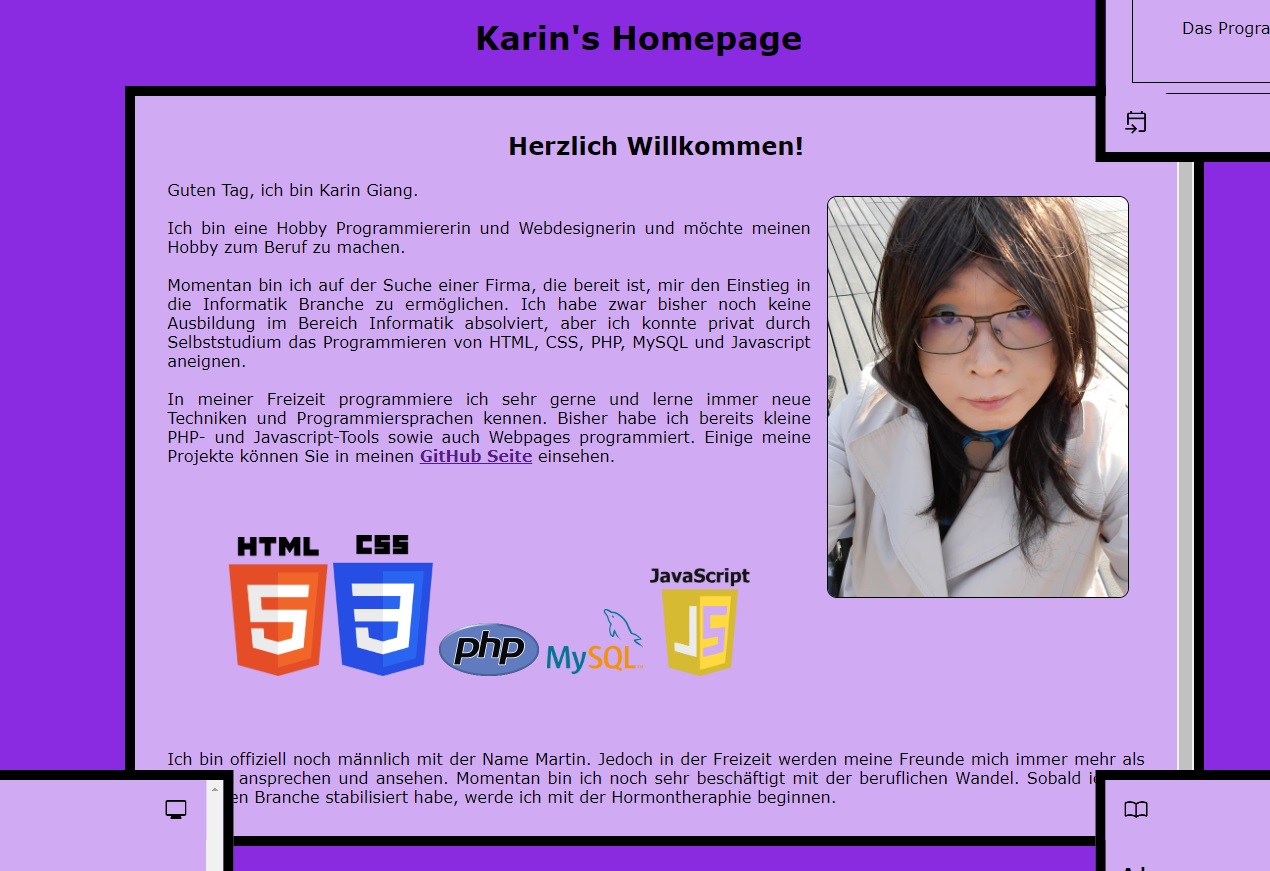 Karin's Homepage
Das Progra
Herzlich Willkommen!
Guten Tag, ich bin Karin Giang.
Ich bin eine Hobby Programmiererin und Webdesignerin und möchte meinen
Hobby zum Beruf zu machen.
Momentan bin ich auf der Suche einer Firma, die bereit ist, mir den Einstieg in
die Informatik Branche zu ermöglichen. Ich habe zwar bisher noch keine
Ausbildung im Bereich Informatik absolviert, aber ich konnte privat durch
Selbststudium das Programmieren von HTML, CSS, PHP, MySQL und Javascript
aneignen.
In meiner Freizeit programmiere ich sehr gerne und lerne immer neue
Techniken und Programmiersprachen kennen. Bisher habe ich bereits kleine
PHP- und Javascript-Tools sowie auch Webpages programmiert. Einige meine
Projekte können Sie in meinen GitHub Seite einsehen.
HTML 5
CSS 3
php
MySQL
JavaScript
JS
Ich bin offiziell noch männlich mit der Name Martin. Jedoch in der Freizeit werden meine Freunde mich immer mehr als
ansprechen und ansehen. Momentan bin ich noch sehr beschäftigt mit der beruflichen Wandel. Sobald
en Branche stabilisiert habe, werde ich mit der Hormontheraphie beginnen.